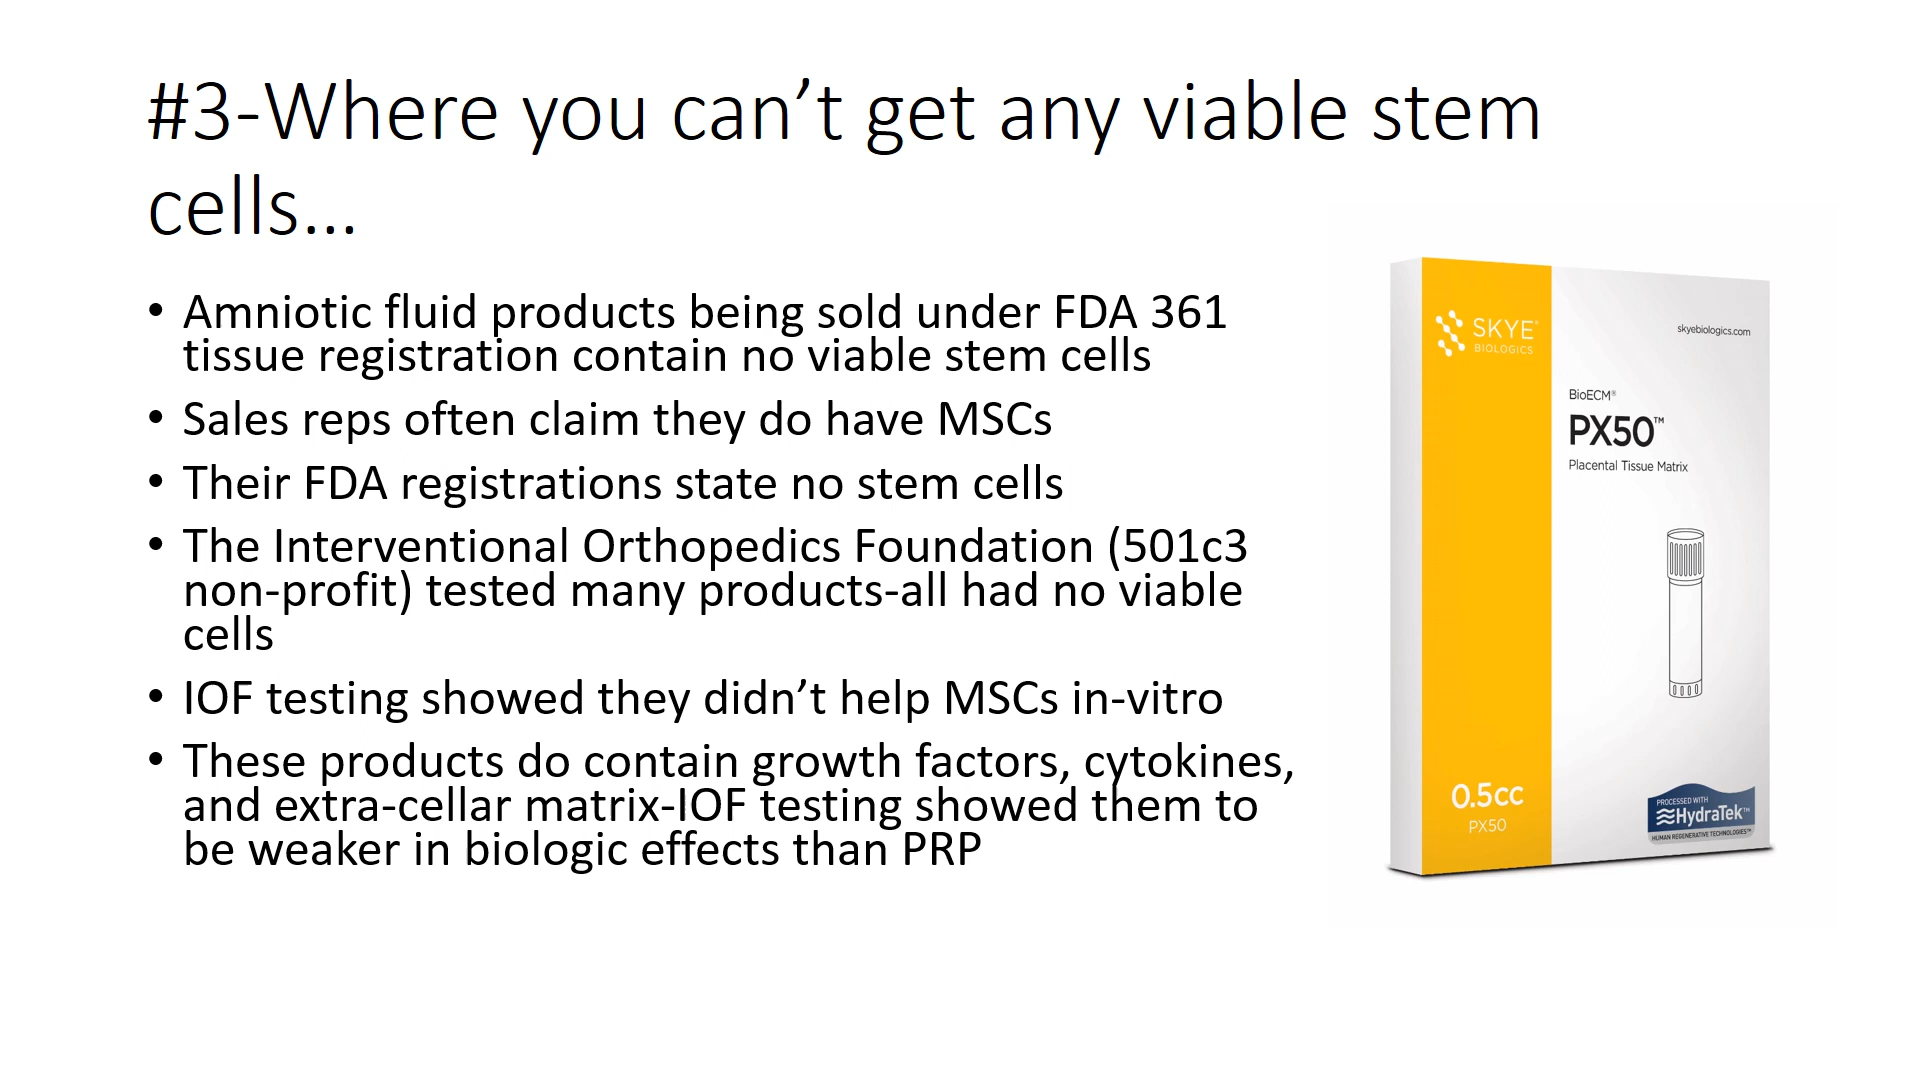 #3-Where you can’t get any viable stem
cells…
• Amniotic fluid products being sold under FDA 361
tissue registration contain no viable stem cells
• Sales reps often claim they do have MSCs
• Their FDA registrations state no stem cells
• The Interventional Orthopedics Foundation (501c3
non-profit) tested many products-all had no viable
cells
• IOF testing showed they didn’t help MSCs in-vitro
• These products do contain growth factors, cytokines,
and extra-cellar matrix-IOF testing showed them to
be weaker in biologic effects than PRP
SKYE®
BIOLOGICS
skyebiologics.com
BioECM®
PX50™
Placental Tissue Matrix
0.5cc
PX50
PROCESSED WITH
HydraTek™
HUMAN REGENERATIVE TECHNOLOGIES™